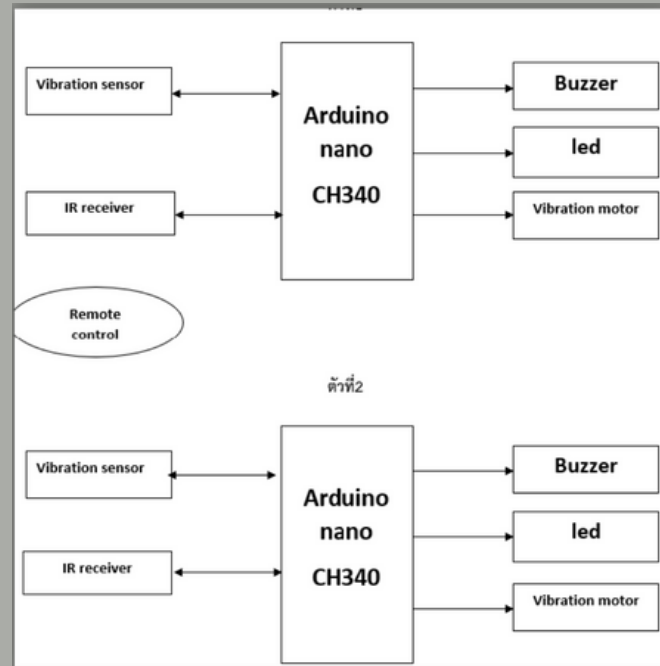 Vibration sensor
Arduino
nano
CH340
Buzzer
led
IR receiver
Vibration motor
Remote
control
ตัวที่2
Vibration sensor
Arduino
nano
CH340
Buzzer
led
IR receiver
Vibration motor